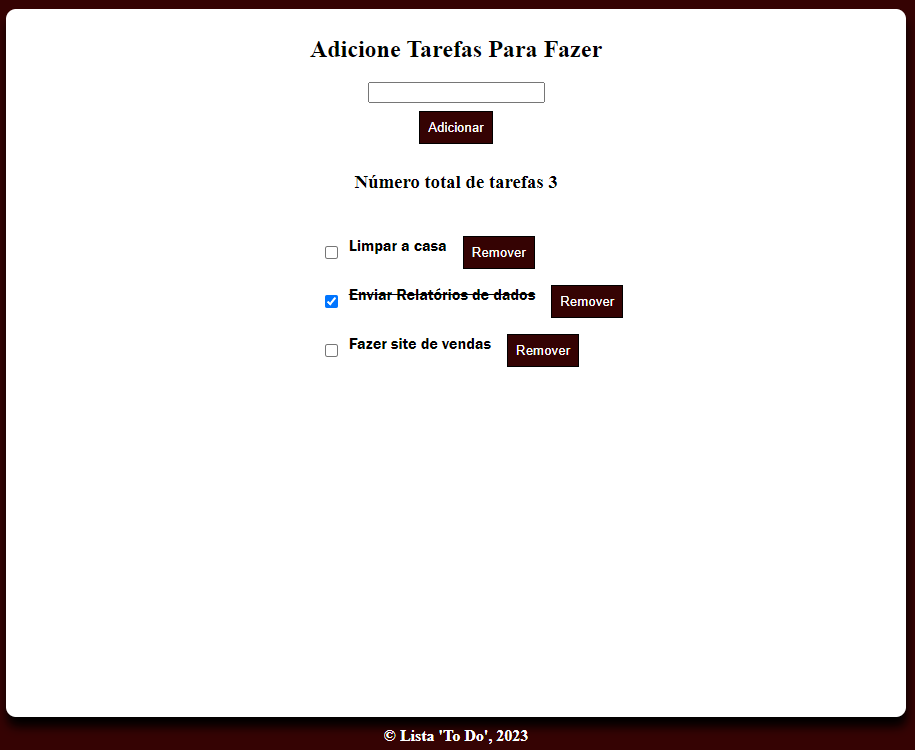 Adicione Tarefas Para Fazer
Adicionar
Número total de tarefas 3
Limpar a casa Remover
Enviar Relatórios de dados Remover
Fazer site de vendas Remover
© Lista 'To Do', 2023